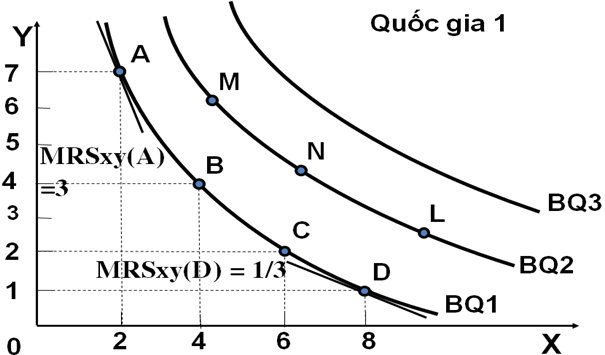 Quốc gia 1
Y
A
7
M
6
5
MRSxy(A)
=3
B
N
4
BQ3
3
C
L
2
MRSxy(D) = 1/3
D
BQ2
1
BQ1
0
2
4
6
8
X